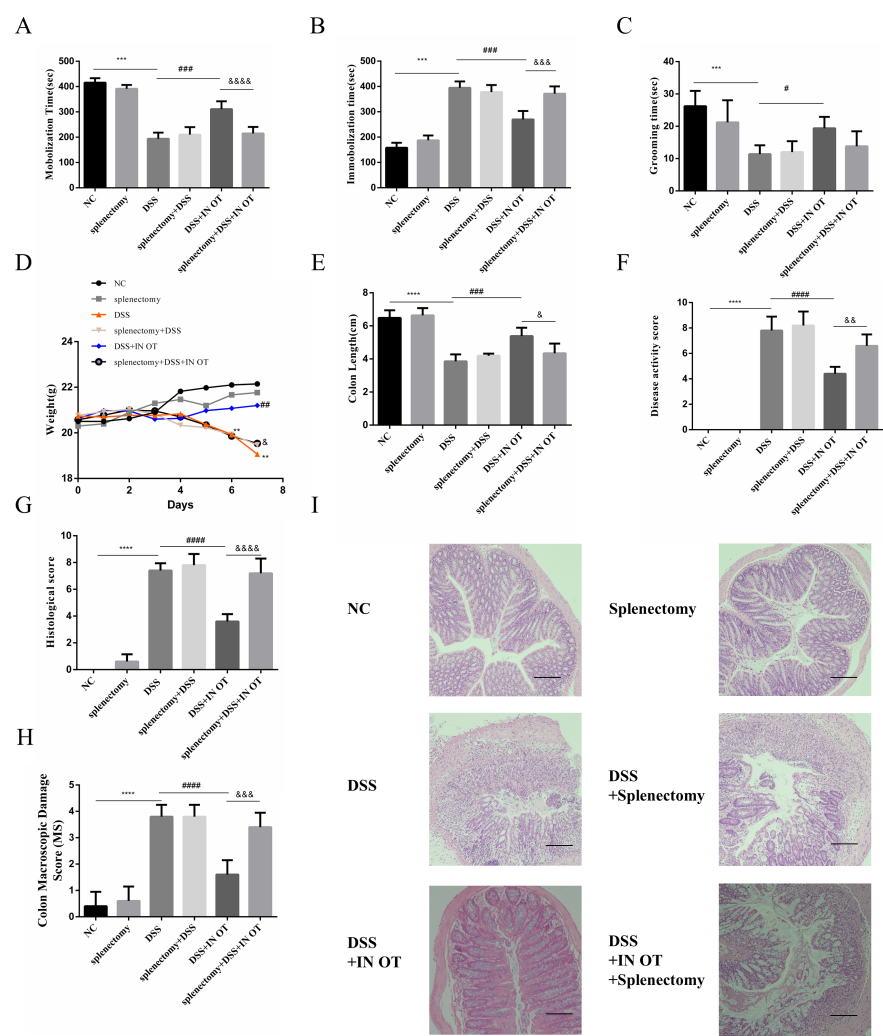 A
Mobolization Time(sec)
500
400
300
200
100
0
***
###
&&&&
NC
splenectomy
DSS
splenectomy+DSS
DSS+IN OT
splenectomy+DSS+IN OT
B
Immobolization time(sec)
500
400
300
200
100
0
***
###
&&&
NC
splenectomy
DSS
splenectomy+DSS
DSS+IN OT
splenectomy+DSS+IN OT
C
Grooming time(sec)
40
30
20
10
0
***
#
NC
splenectomy
DSS
splenectomy+DSS
DSS+IN OT
splenectomy+DSS+IN OT
D
NC
splenectomy
DSS
splenectomy+DSS
DSS+IN OT
splenectomy+DSS+IN OT
Weight(g)
24
22
20
18
0
2
4
6
8
Days
##
**
&
**
E
Colon Length(cm)
8
6
4
2
0
****
###
&
NC
splenectomy
DSS
splenectomy+DSS
DSS+IN OT
splenectomy+DSS+IN OT
F
Disease activity score
10
8
6
4
2
0
****
####
&&
NC
splenectomy
DSS
splenectomy+DSS
DSS+IN OT
splenectomy+DSS+IN OT
G
Histological score
10
8
6
4
2
0
****
####
&&&&
NC
splenectomy
DSS
splenectomy+DSS
DSS+IN OT
splenectomy+DSS+IN OT
H
Colon Macroscopic Damage
Score (MS)
5
4
3
2
1
0
****
####
&&&
NC
splenectomy
DSS
splenectomy+DSS
DSS+IN OT
splenectomy+DSS+IN OT
I
NC
Splenectomy
DSS
DSS
+Splenectomy
DSS
+IN OT
DSS
+IN OT
+Splenectomy